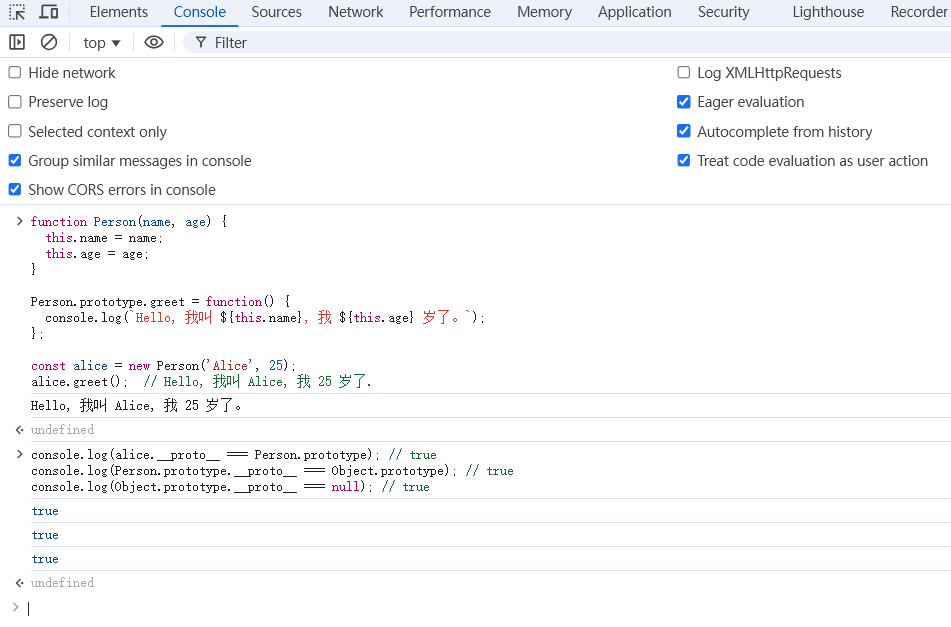 Elements Console Sources Network Performance Memory Application Security Lighthouse Recorder
top Filter
Hide network Log XMLHttpRequests
Preserve log Eager evaluation
Selected context only Autocomplete from history
Group similar messages in console Treat code evaluation as user action
Show CORS errors in console
function Person(name, age) {
  this.name = name;
  this.age = age;
}
Person.prototype.greet = function() {
  console.log(`Hello, 我叫 ${this.name}, 我 ${this.age} 岁了。`);
};
const alice = new Person('Alice', 25);
alice.greet();  // Hello, 我叫 Alice, 我 25 岁了.
Hello, 我叫 Alice, 我 25 岁了。
undefined
console.log(alice.__proto__ === Person.prototype); // true
console.log(Person.prototype.__proto__ === Object.prototype); // true
console.log(Object.prototype.__proto__ === null); // true
true
true
true
undefined